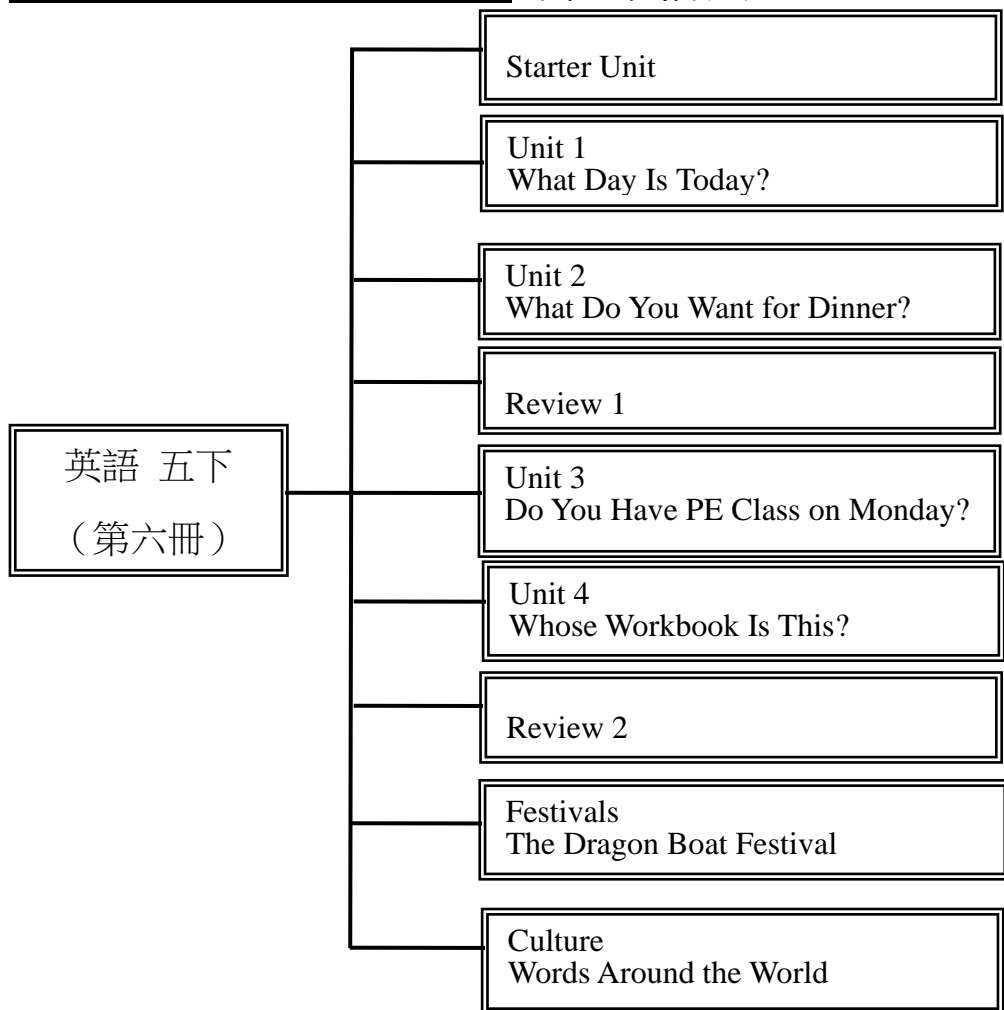 Starter Unit
Unit 1
What Day Is Today?
Unit 2
What Do You Want for Dinner?
Review 1
英語 五下
（第六冊）
Unit 3
Do You Have PE Class on Monday?
Unit 4
Whose Workbook Is This?
Review 2
Festivals
The Dragon Boat Festival
Culture
Words Around the World